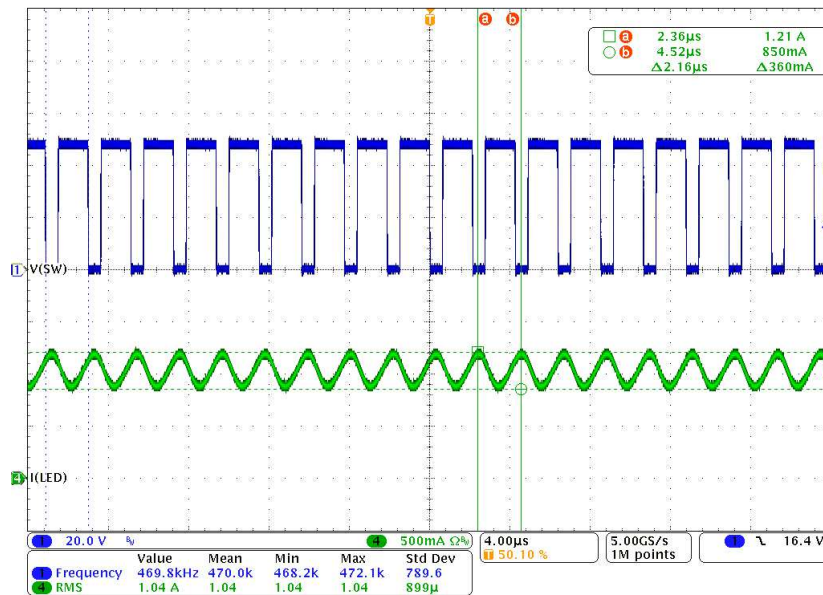 T a b
a 2.36µs 1.21 A
b 4.52µs 850mA
Δ2.16µs Δ360mA
1 V(SW)
4 I(LED)
1 20.0 V BW 4 500mA Ω BW 4.00µs 5.00GS/s 1 16.4 V
T 50.10 % 1M points
Value Mean Min Max Std Dev
1 Frequency 469.8kHz 470.0k 468.2k 472.1k 789.6
4 RMS 1.04 A 1.04 1.04 1.04 899µ